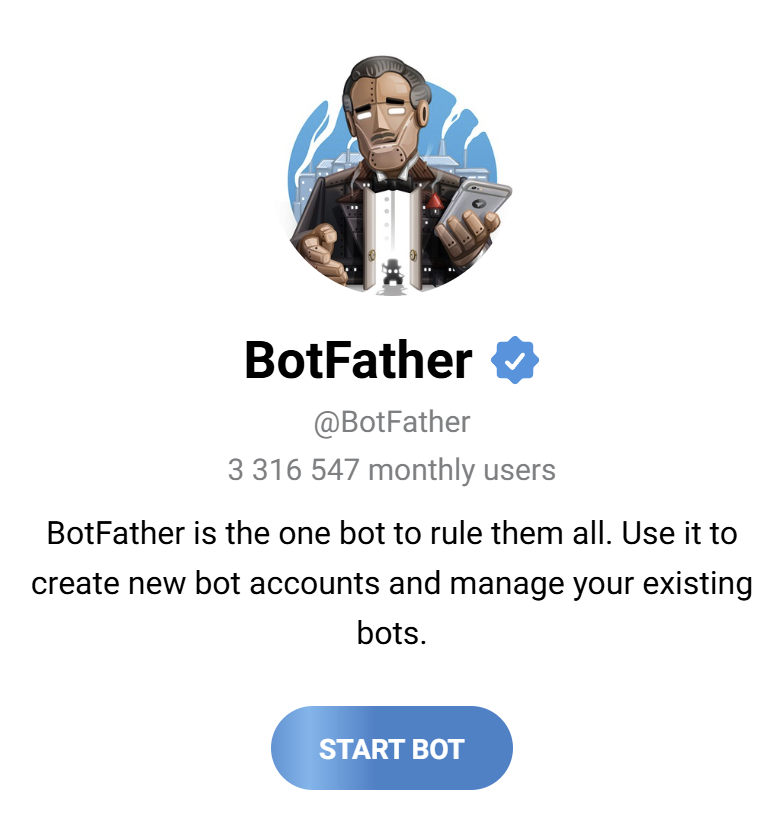 BotFather
@BotFather
3 316 547 monthly users
BotFather is the one bot to rule them all. Use it to
create new bot accounts and manage your existing
bots.
START BOT